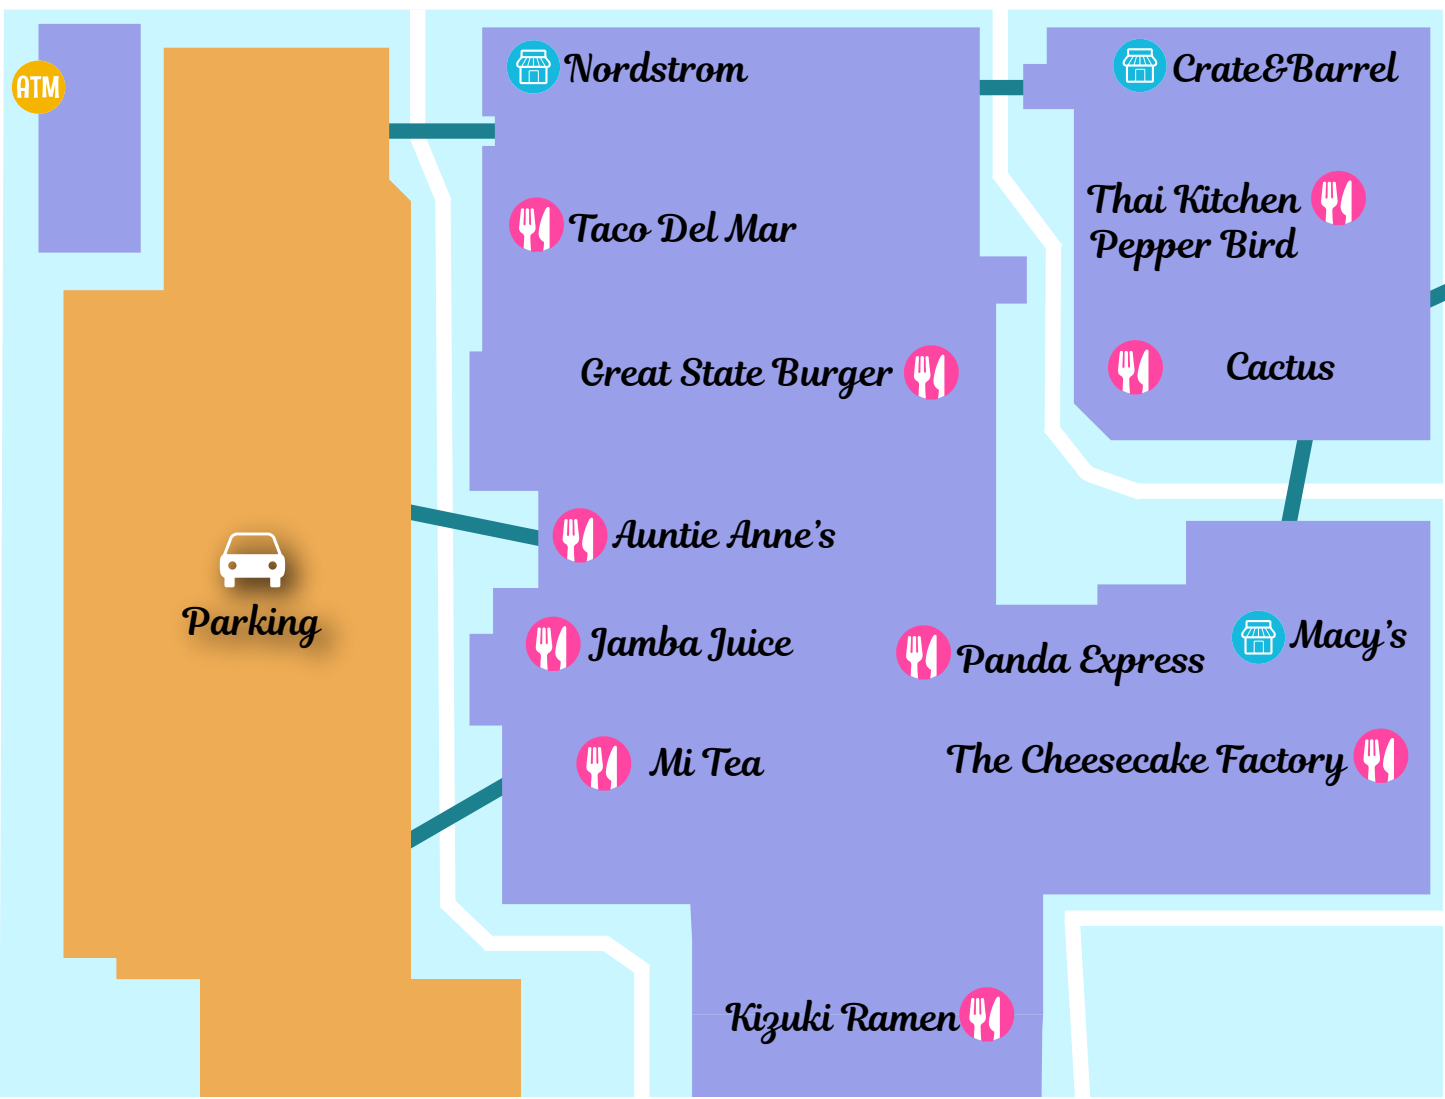 Nordstrom
Crate&Barrel
ATM
Thai Kitchen
Pepper Bird
Taco Del Mar
Great State Burger
Cactus
Auntie Anne's
Parking
Jamba Juice
Panda Express
Macy's
Mi Tea
The Cheesecake Factory
Kizuki Ramen